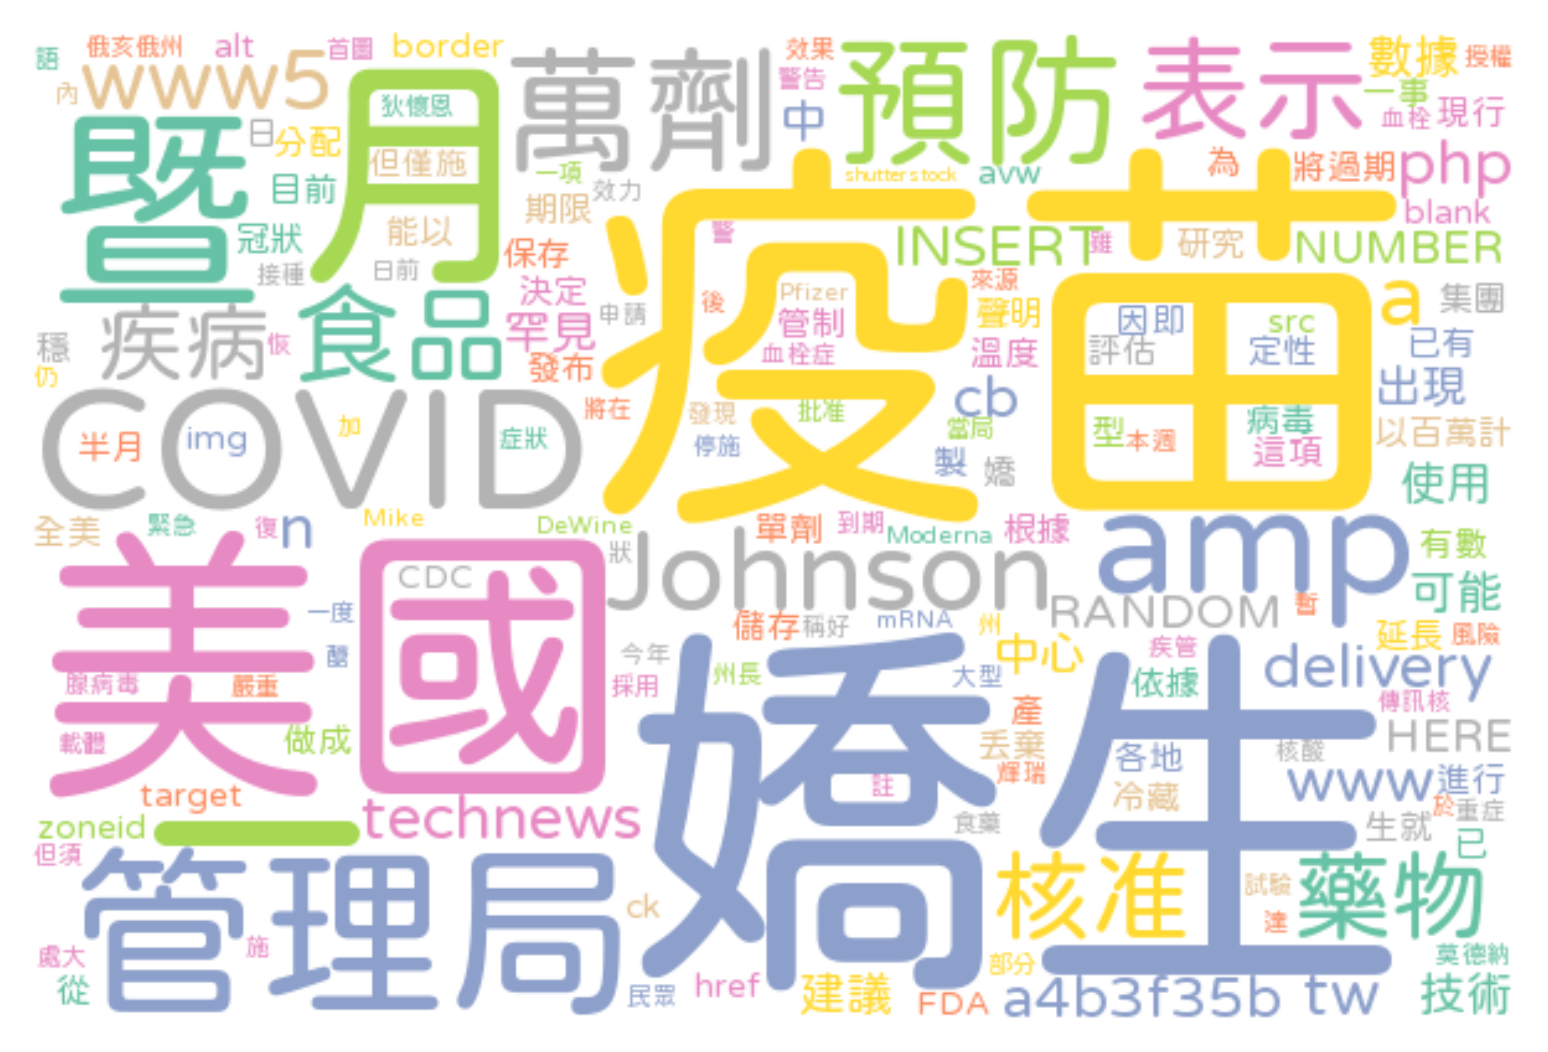 語 俄亥俄州 alt 首圖 border 萬劑 效果 預防 表示 數據 授權
內 www5 月 狄懷恩 警告 一事
暨 日 分配 中 血栓 現行
目前 但僅施 一項 效力 shutterstock avw 為 將過期 php
疫苗
冠狀 能以 期限 警 INSERT 雖 研究 blank NUMBER
接種 日前 保存 決定 申請 後 Pfizer 來源 a 集團
疾病 恢 食品 罕見 管制 聲明 因即 src
穩 發布 血栓症 溫度 評估 定性 已有
仍 COVID 將在 發現 批准 cb 出現
半月 img 加 症狀 停施 當局 型 本週 病毒 以百萬計
製 嬌 這項 使用
全美 緊急 復 n Mike DeWine 單劑 到期 Moderna 根據 amp 有數
美國 CDC 狀 Johnson RANDOM 暫 可能
一度 儲存 稱好 mRNA 州 中心 疾管 延長 風險
醯 今年 州長 大型 依據 delivery
腺病毒 嚴重 採用 嬌生 傳訊核
載體 做成 產 丟棄 各地 核酸 HERE
target 註 輝瑞 冷藏 www 進行
zoneid 一 technews 食藥 生就 於 重症
但須 已
管理局 ck 核准 試驗 藥物
處大 施 達
從 民眾 href 建議 部分 FDA a4b3f35b tw 莫德納
技術